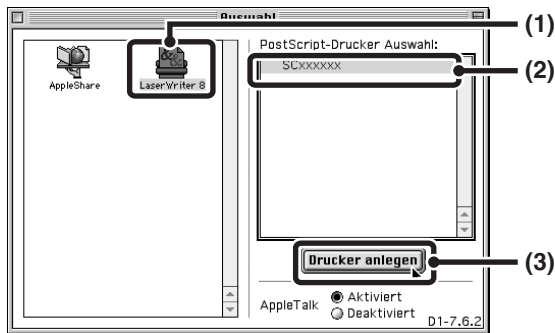 Auswahl
(1)
PostScript-Drucker Auswahl:
SCxxxxxx
(2)
AppleShare
LaserWriter 8
Drucker anlegen
(3)
AppleTalk
Aktiviert
Deaktiviert
D1-7.6.2